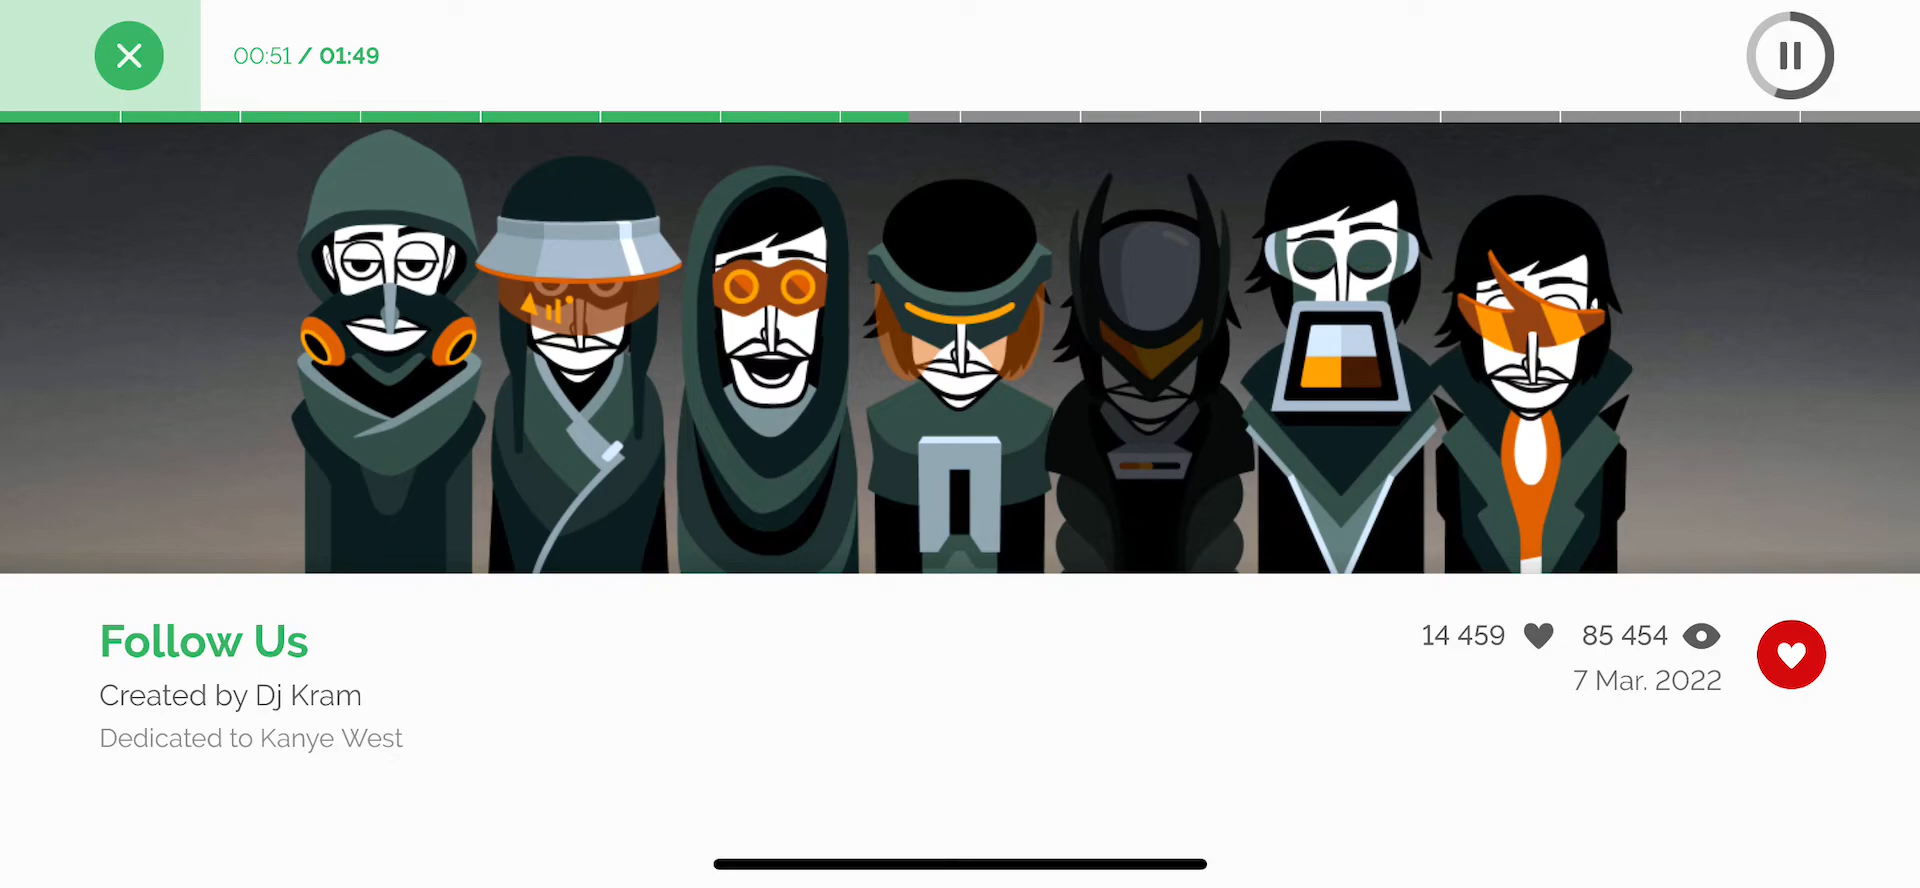 00:51 / 01:49
Follow Us
Created by Dj Kram
Dedicated to Kanye West
14 459
85 454
7 Mar. 2022